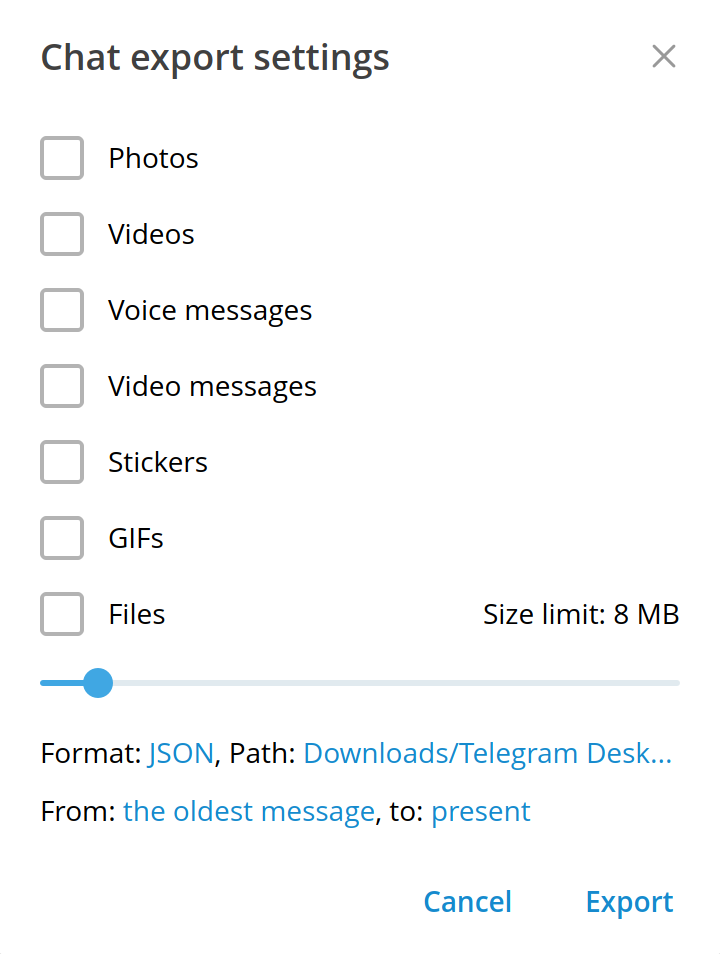 Chat export settings
Photos
Videos
Voice messages
Video messages
Stickers
GIFs
Files Size limit: 8 MB
Format: JSON, Path: Downloads/Telegram Desk...
From: the oldest message, to: present
Cancel Export